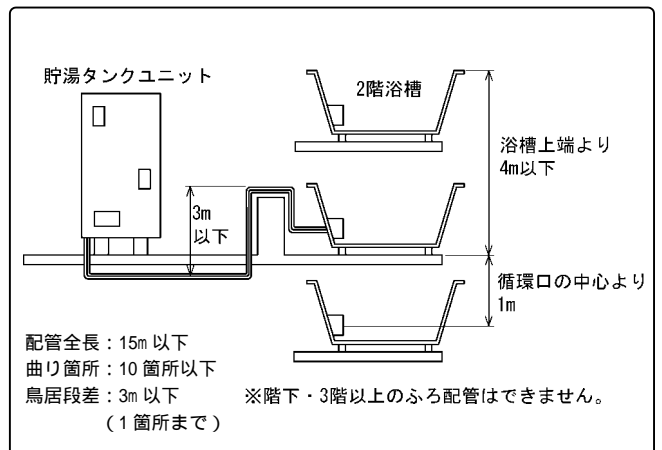 貯湯タンクユニット
2階浴槽
浴槽上端より
4m以下
3m
以下
循環口の中心より
1m
配管全長：15m 以下
曲り箇所：10 箇所以下
鳥居段差：3m 以下
（1 箇所まで）
※階下・3階以上のふろ配管はできません。